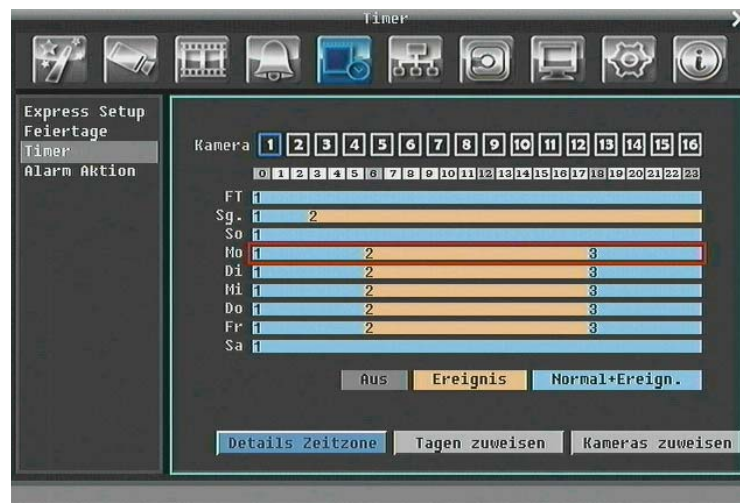 Timer
X
Express Setup
Feiertage
Timer
Alarm Aktion
Kamera 1 2 3 4 5 6 7 8 9 10 11 12 13 14 15 16
0 1 2 3 4 5 6 7 8 9 10 11 12 13 14 15 16 17 18 19 20 21 22 23
FT 1
Sg. 1 2
So 1
Mo 1 2 3
Di 1 2 3
Mi 1 2 3
Do 1 2 3
Fr 1 2 3
Sa 1
Aus Ereignis Normal+Ereign.
Details Zeitzone Tagen zuweisen Kameras zuweisen